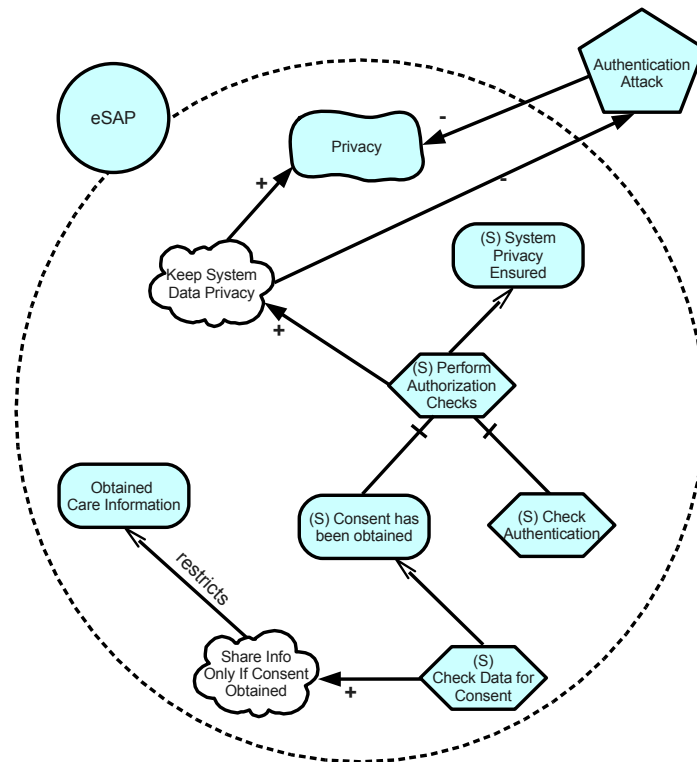 Authentication
Attack
eSAP
-
Privacy
+
-
(S) System
Privacy
Ensured
Keep System
Data Privacy
+
(S) Perform
Authorization
Checks
Obtained
Care Information
(S) Consent has
been obtained
(S) Check
Authentication
restricts
Share Info
Only If Consent
Obtained
+
(S)
Check Data for
Consent